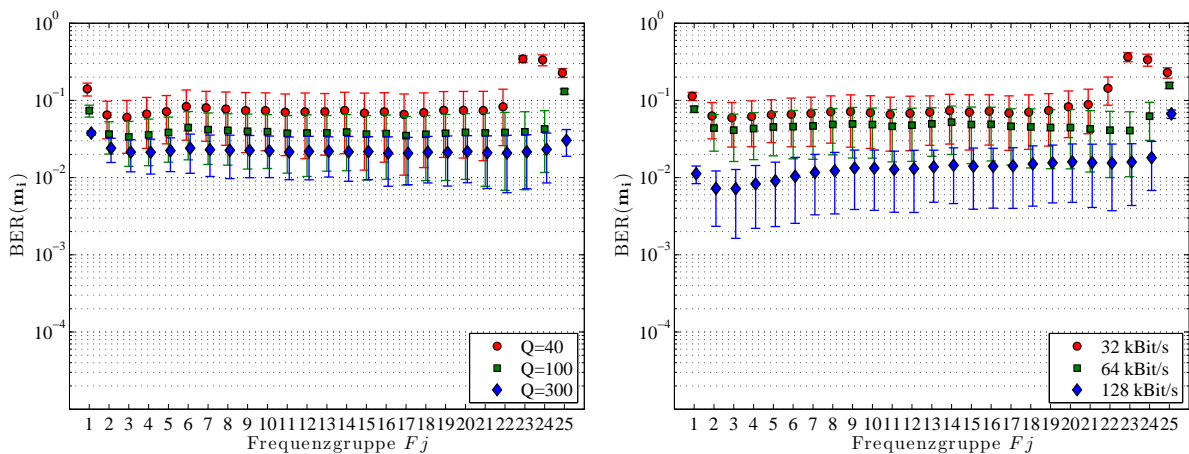 BER(m_i)
10^0
10^-1
10^-2
10^-3
10^-4
1 2 3 4 5 6 7 8 9 10 11 12 13 14 15 16 17 18 19 20 21 22 23 24 25
Frequenzgruppe Fj
Q=40
Q=100
Q=300
BER(m_i)
10^0
10^-1
10^-2
10^-3
10^-4
1 2 3 4 5 6 7 8 9 10 11 12 13 14 15 16 17 18 19 20 21 22 23 24 25
Frequenzgruppe Fj
32 kBit/s
64 kBit/s
128 kBit/s